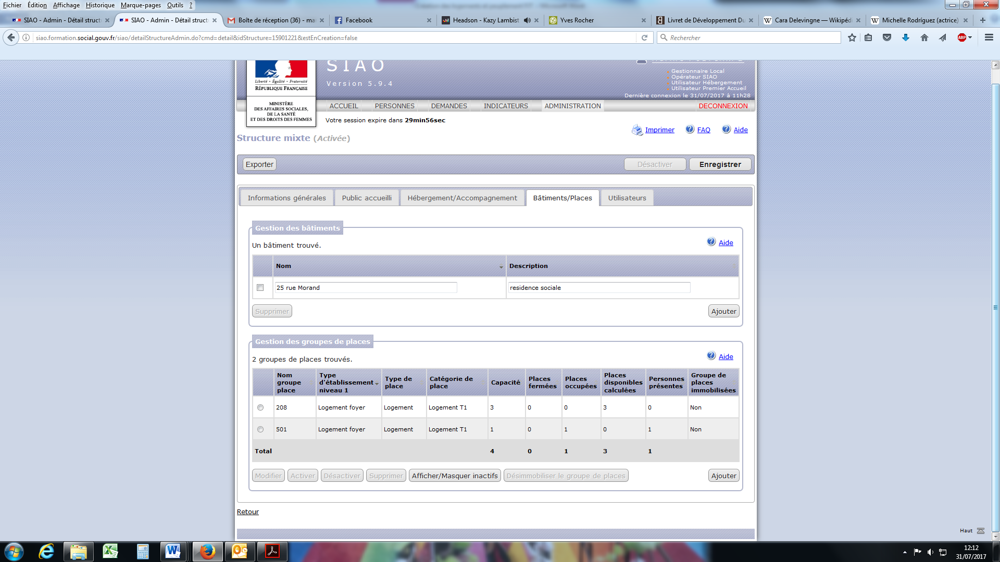 Fichier Édition Affichage Historique Marque-pages Outils ?
SIAO - Admin - Détail struct
SIAO - Admin - Détail struct
Boîte de réception (36) - ma
Facebook
Headson - Kazy Lambist
Yves Rocher
Livret de Développement Du
Cara Delevingne — Wikipédi
Michelle Rodríguez (actrice)
siao.formation.social.gouv.fr/siao/detailStructureAdmin.do?cmd=detail&idStructure=15901221&estEnCreation=false
Rechercher
ABP
SIAO
Version 5.9.4
Liberté • Égalité • Fraternité
RÉPUBLIQUE FRANÇAISE
MINISTÈRE
DES AFFAIRES SOCIALES,
DE LA SANTÉ
ET DES DROITS DES FEMMES
Gestionnaire Local
Opérateur SIAO
Utilisateur Hébergement
Utilisateur Premier Accueil
Dernière connexion le 31/07/2017 à 11h28
ACCUEIL PERSONNES DEMANDES INDICATEURS ADMINISTRATION DECONNEXION
Votre session expire dans 29min56sec
Imprimer FAQ Aide
Structure mixte (Activée)
Exporter Désactiver Enregistrer
Informations générales Public accueilli Hébergement/Accompagnement Bâtiments/Places Utilisateurs
Gestion des bâtiments
Un bâtiment trouvé. Aide
Nom Description
25 rue Morand residence sociale
Supprimer Ajouter
Gestion des groupes de places
2 groupes de places trouvés. Aide
Nom groupe place Type d'établissement niveau 1 Type de place Catégorie de place Capacité Places fermées Places occupées Places disponibles calculées Personnes présentes Groupe de places immobilisées
208 Logement foyer Logement Logement T1 3 0 0 3 0 Non
501 Logement foyer Logement Logement T1 1 0 1 0 1 Non
Total 4 0 1 3 1
Modifier Activer Désactiver Supprimer Afficher/Masquer inactifs Désimmobiliser le groupe de places Ajouter
Retour
Haut
12:12
31/07/2017